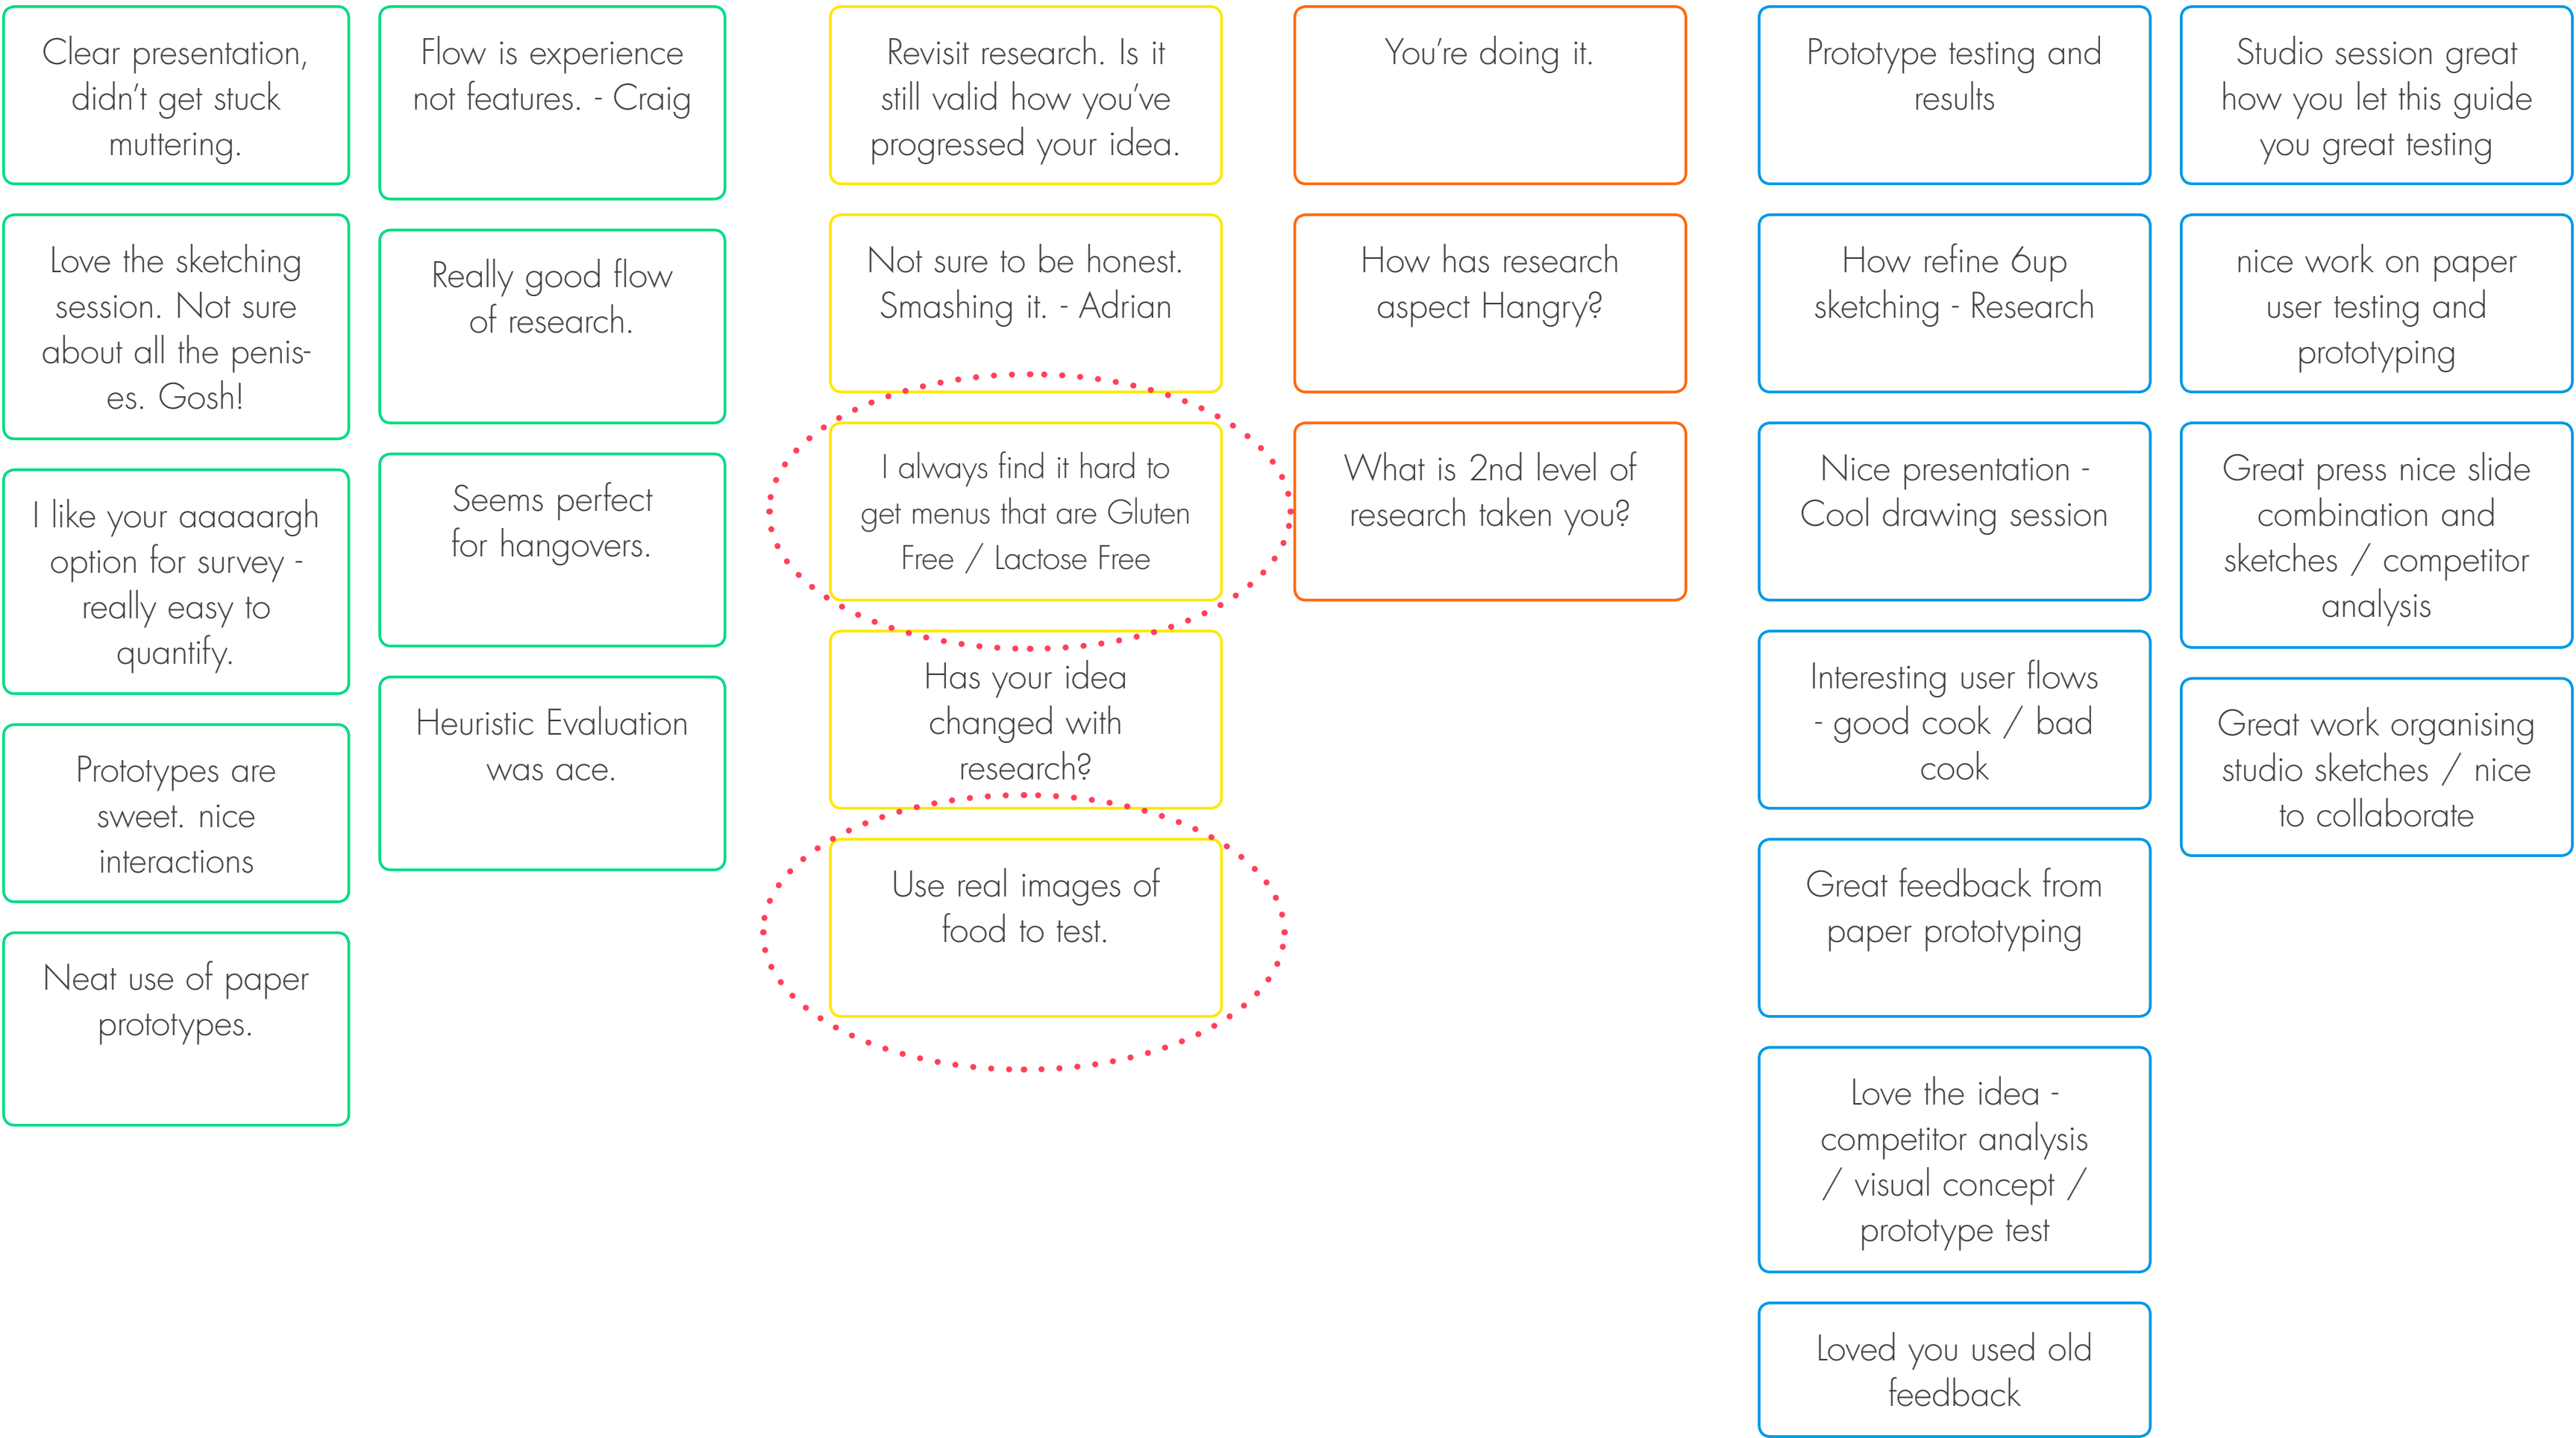 Clear presentation,
didn't get stuck
muttering.
Love the sketching
session. Not sure
about all the penis-
es. Gosh!
I like your aaaaargh
option for survey -
really easy to
quantify.
Prototypes are
sweet. nice
interactions
Neat use of paper
prototypes.
Flow is experience
not features. - Craig
Really good flow
of research.
Seems perfect
for hangovers.
Heuristic Evaluation
was ace.
Revisit research. Is it
still valid how you've
progressed your idea.
Not sure to be honest.
Smashing it. - Adrian
I always find it hard to
get menus that are Gluten
Free / Lactose Free
Has your idea
changed with
research?
Use real images of
food to test.
You're doing it.
How has research
aspect Hangry?
What is 2nd level of
research taken you?
Prototype testing and
results
How refine 6up
sketching - Research
Nice presentation -
Cool drawing session
Interesting user flows
- good cook / bad
cook
Great feedback from
paper prototyping
Love the idea -
competitor analysis
/ visual concept /
prototype test
Loved you used old
feedback
Studio session great
how you let this guide
you great testing
nice work on paper
user testing and
prototyping
Great press nice slide
combination and
sketches / competitor
analysis
Great work organising
studio sketches / nice
to collaborate